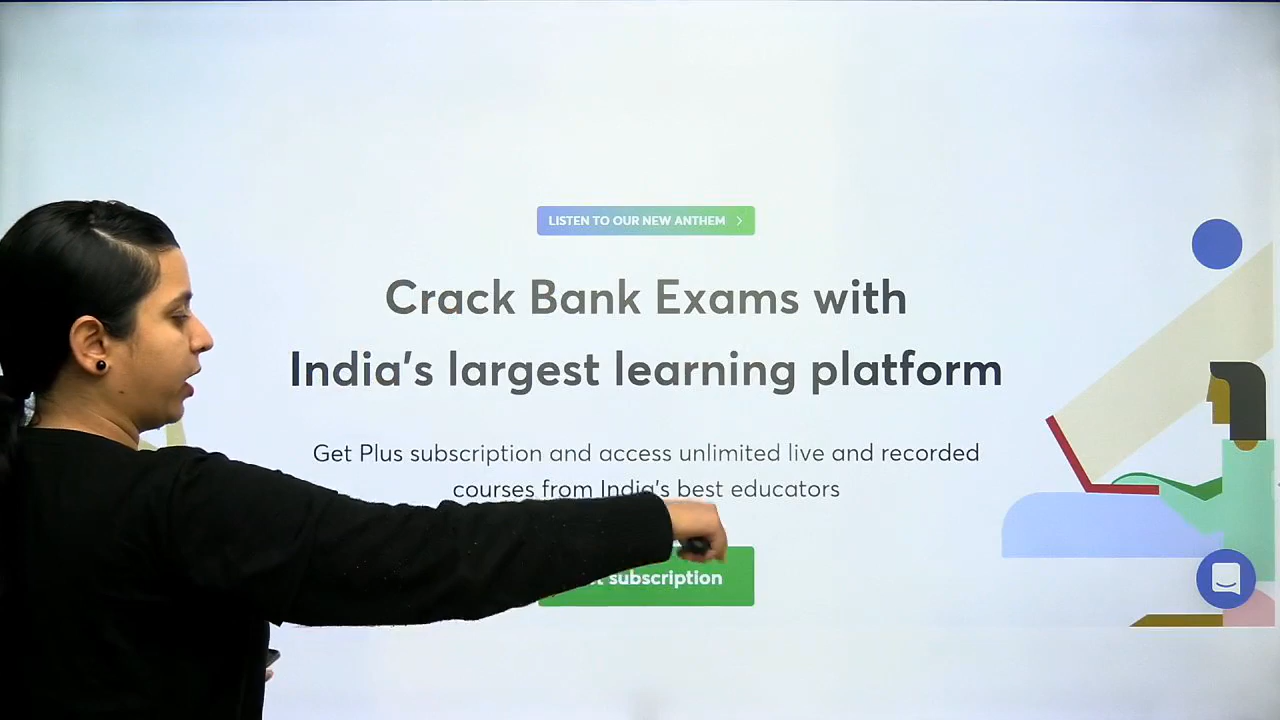 LISTEN TO OUR NEW ANTHEM
Crack Bank Exams with
India's largest learning platform
Get Plus subscription and access unlimited live and recorded
courses from India's best educators
subscription